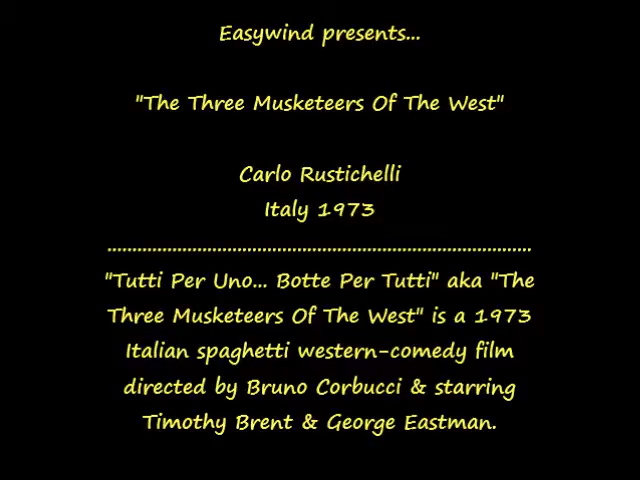 Easywind presents...
"The Three Musketeers Of The West"
Carlo Rustichelli
Italy 1973
....................................................................................
"Tutti Per Uno... Botte Per Tutti" aka "The
Three Musketeers Of The West" is a 1973
Italian spaghetti western-comedy film
directed by Bruno Corbucci & starring
Timothy Brent & George Eastman.